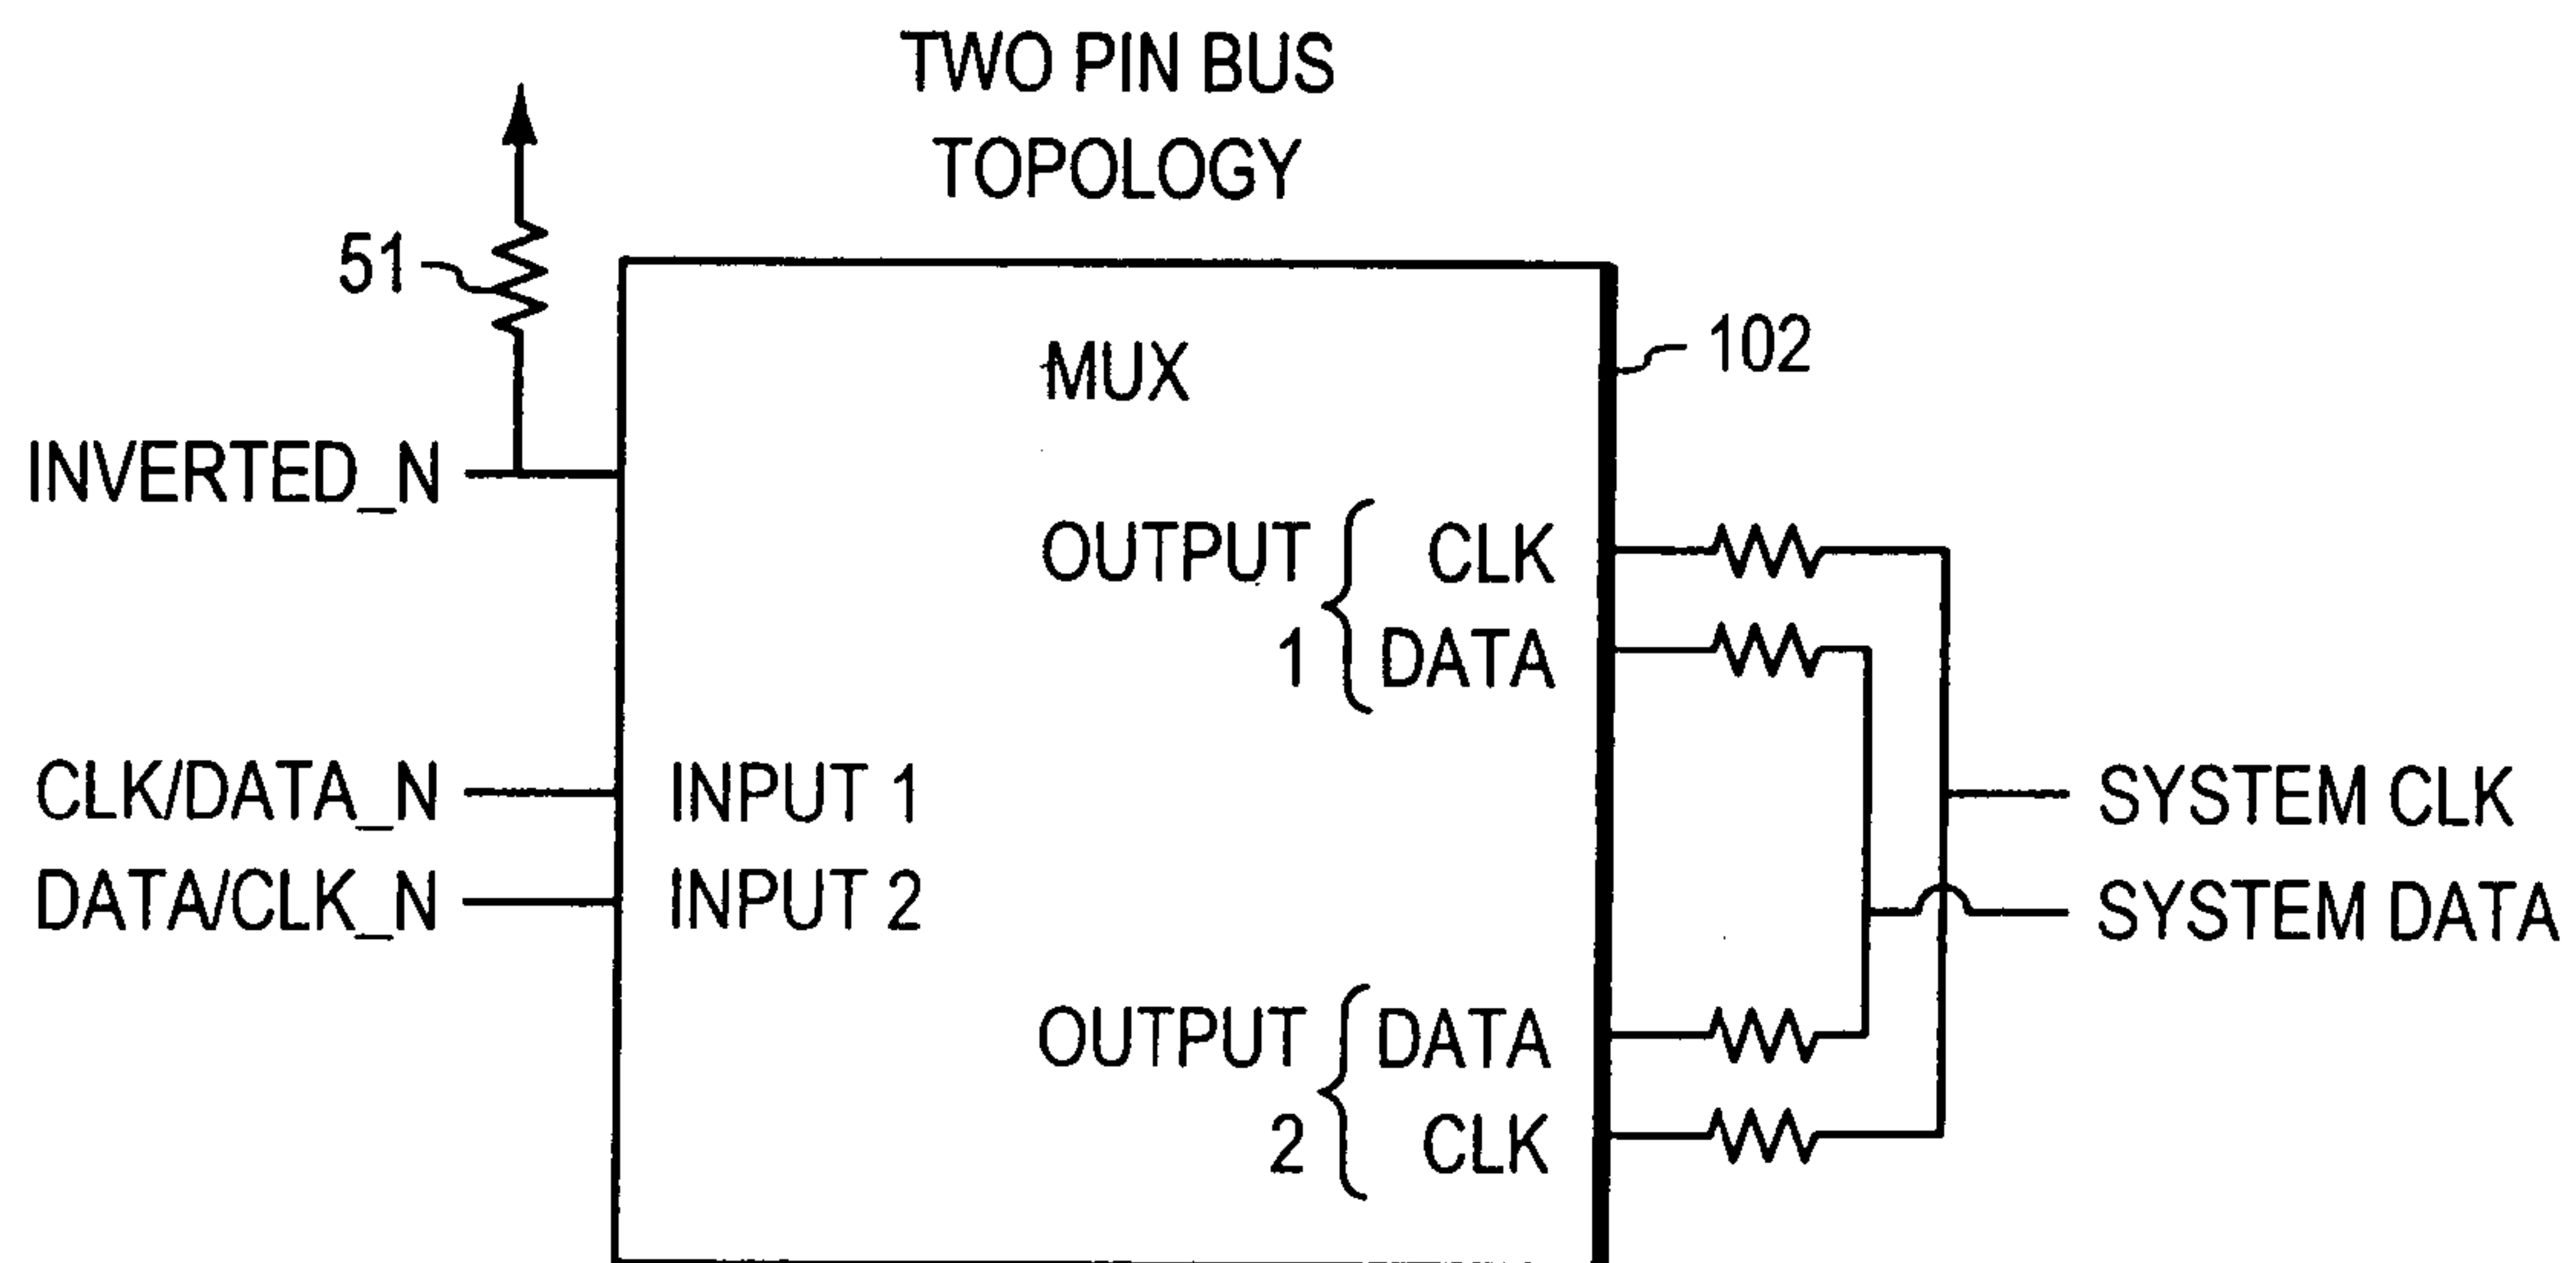 TWO PIN BUS
TOPOLOGY
51
MUX
102
INVERTED_N
OUTPUT
1
CLK
DATA
CLK/DATA_N
INPUT 1
SYSTEM CLK
DATA/CLK_N
INPUT 2
SYSTEM DATA
OUTPUT
2
DATA
CLK